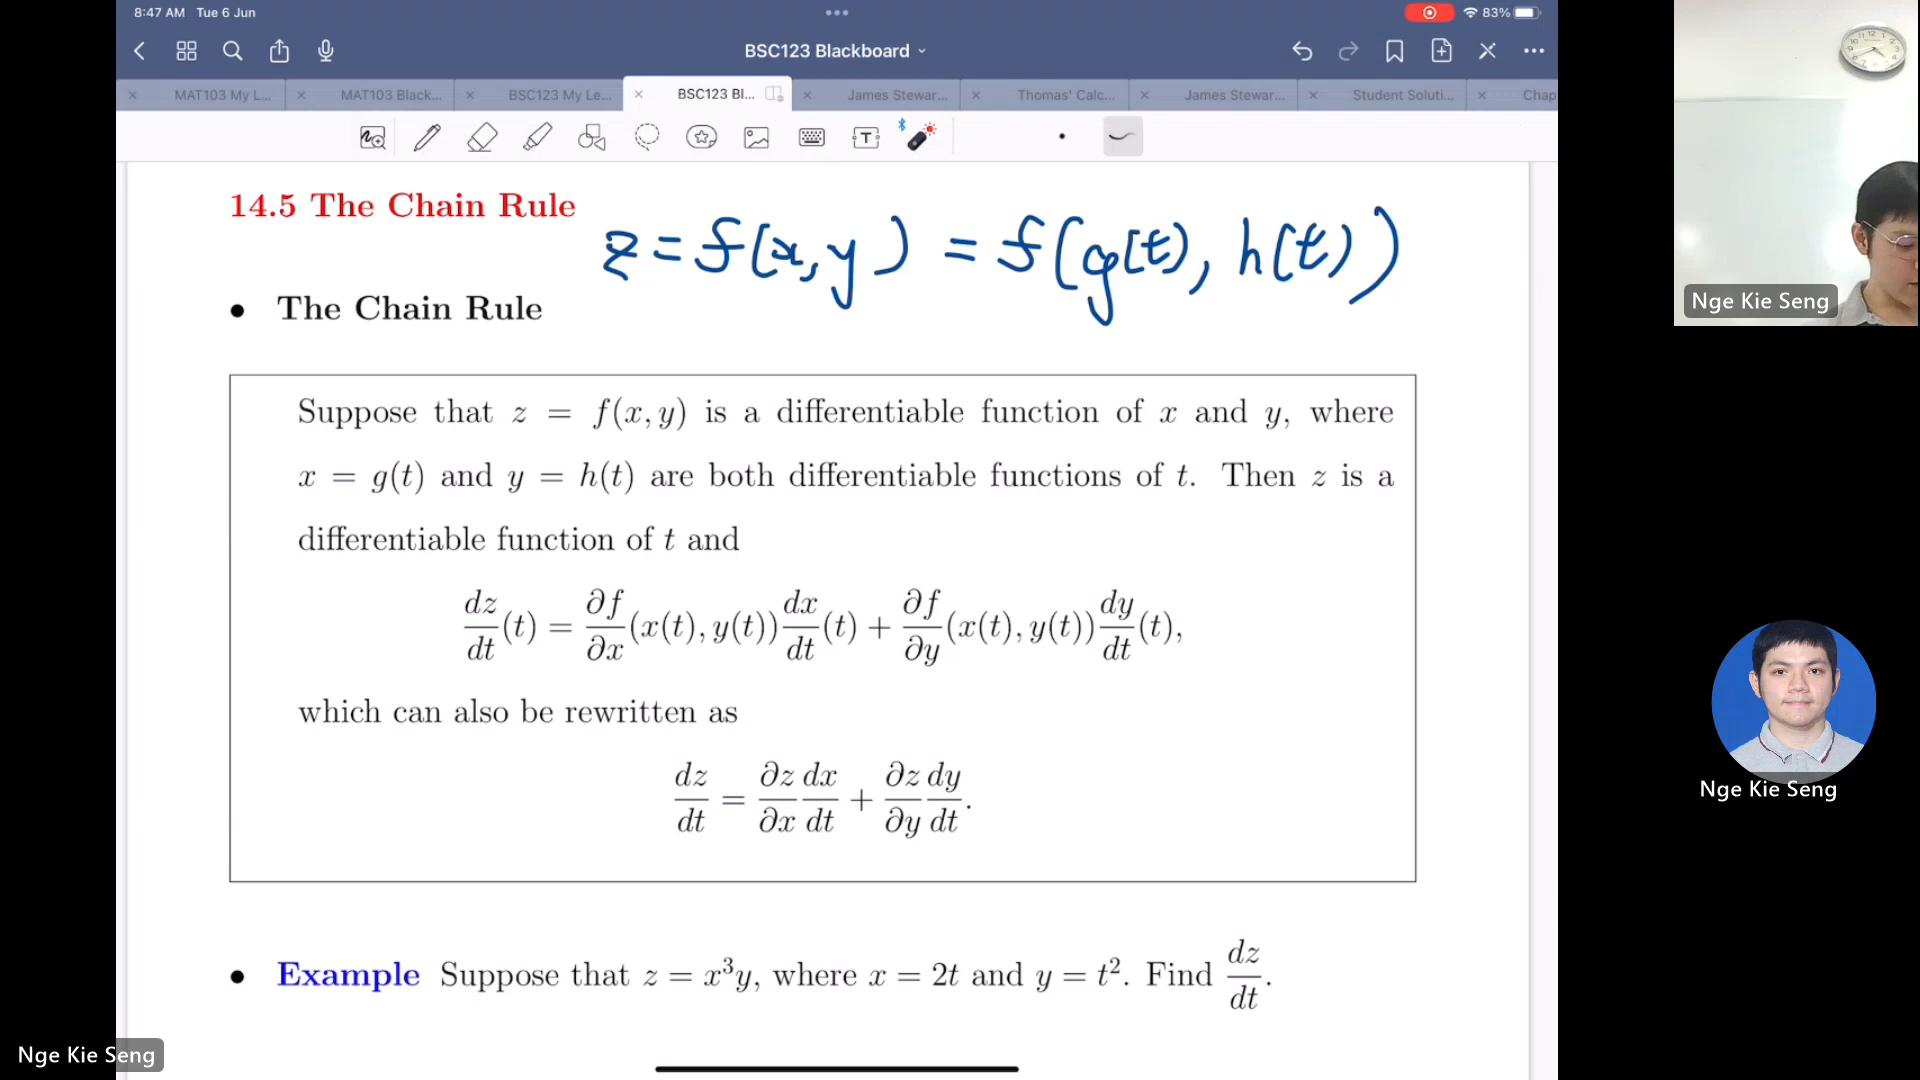 8:47 AM Tue 6 Jun
83%
BSC123 Blackboard
MAT103 My L...
MAT103 Black...
BSC123 My Le...
BSC123 Bl...
James Stewar...
Thomas' Calc...
James Stewar...
Student Soluti...
Chap
14.5 The Chain Rule
z = f(x, y) = f(g(t), h(t))
• The Chain Rule
Suppose that z = f(x, y) is a differentiable function of x and y, where
x = g(t) and y = h(t) are both differentiable functions of t. Then z is a
differentiable function of t and
dz/dt (t) = ∂f/∂x (x(t), y(t)) dx/dt (t) + ∂f/∂y (x(t), y(t)) dy/dt (t),
which can also be rewritten as
dz/dt = ∂z/∂x dx/dt + ∂z/∂y dy/dt.
• Example Suppose that z = x³y, where x = 2t and y = t². Find dz/dt.
Nge Kie Seng
Nge Kie Seng
Nge Kie Seng